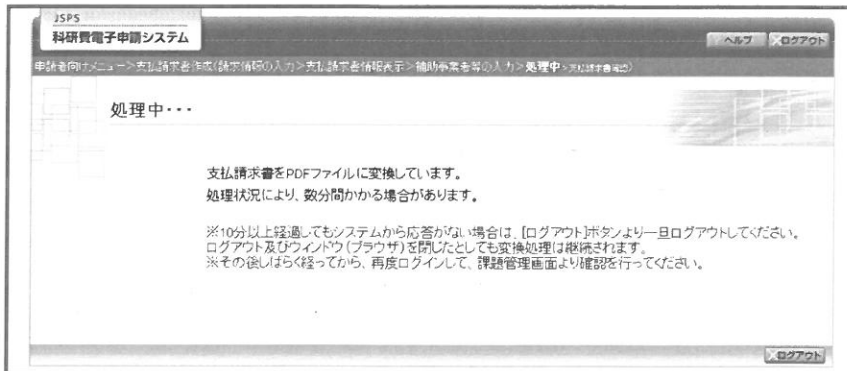 JSPS
科研費電子申請システム
ヘルプ ログアウト
申請者向けメニュー>支払請求書作成(請求情報の入力>支払請求書情報表示>補助事業者等の入力>処理中>支払請求書確認)
処理中・・・
支払請求書をPDFファイルに変換しています。
処理状況により、数分間かかる場合があります。
※10分以上経過してもシステムから応答がない場合は、[ログアウト]ボタンより一旦ログアウトしてください。
ログアウト及びウィンドウ(ブラウザ)を閉じたとしても変換処理は継続されます。
※その後しばらく経ってから、再度ログインして、課題管理画面より確認を行ってください。
ログアウト